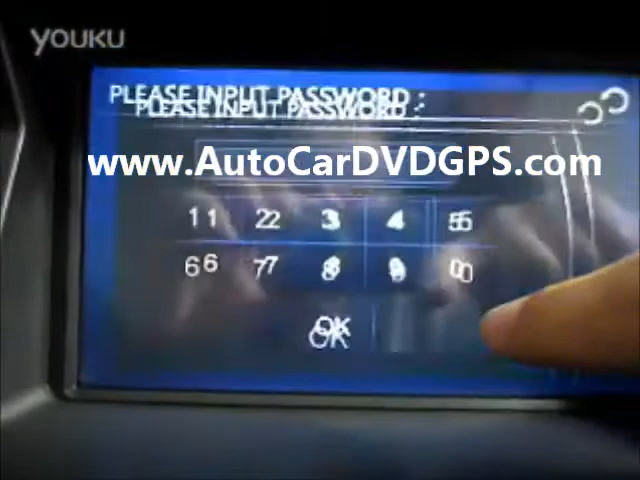 YOUKU
PLEASE INPUT PASSWORD :
www.AutoCarDVDGPS.com
1 2 3 4 5
6 7 8 9 0
OK